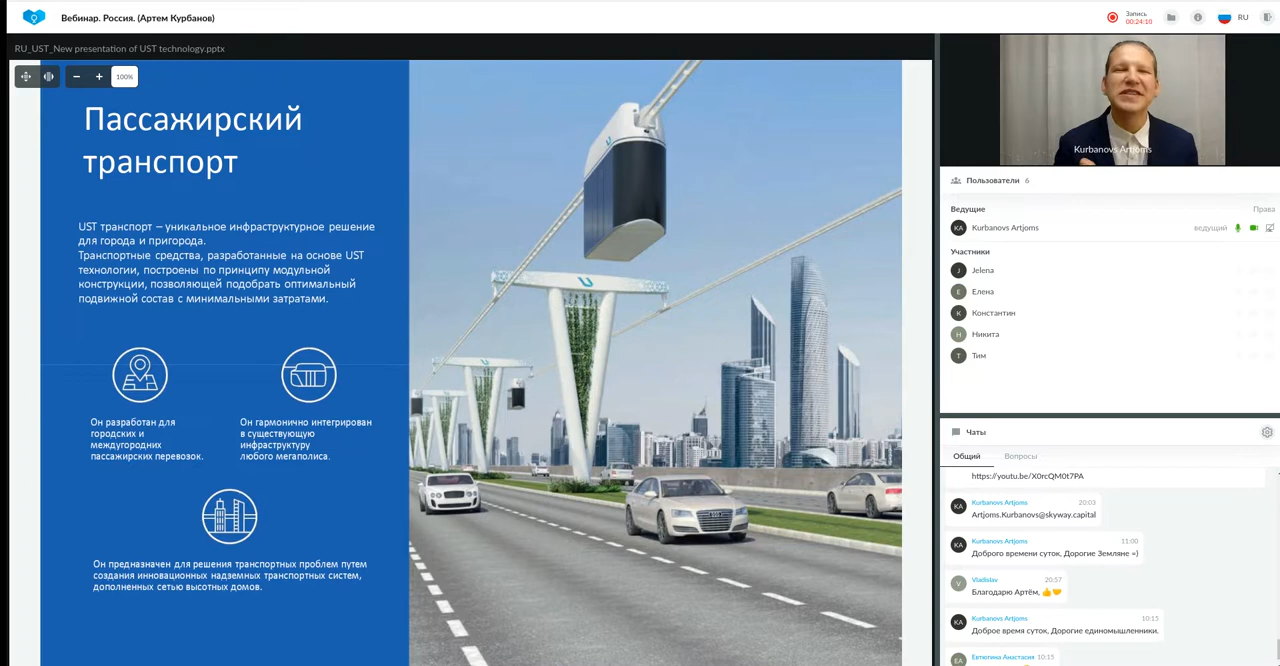 Вебинар. Россия. (Артем Курбанов)
Запись
00:24:10
RU
RU_UST_New presentation of UST technology.pptx
100%
Пассажирский
транспорт
UST транспорт – уникальное инфраструктурное решение
для города и пригорода.
Транспортные средства, разработанные на основе UST
технологии, построены по принципу модульной
конструкции, позволяющей подобрать оптимальный
подвижной состав с минимальными затратами.
Он разработан для
городских и
междугородних
пассажирских перевозок.
Он гармонично интегрирован
в существующую
инфраструктуру
любого мегаполиса.
Он предназначен для решения транспортных проблем путем
создания инновационных надземных транспортных систем,
дополненных сетью высотных домов.
Kurbanovs Artjoms
Пользователи 6
Ведущие Права
KA Kurbanovs Artjoms ведущий
Участники
J Jelena
Е Елена
К Константин
Н Никита
Т Тим
Чаты
Общий Вопросы
https://youtu.be/X0rcQM0t7PA
KA Kurbanovs Artjoms 20:03
Artjoms.Kurbanovs@skyway.capital
KA Kurbanovs Artjoms 11:00
Доброго времени суток, Дорогие Земляне =)
V Vladislav 20:57
Благодарю Артём, 👍🤝
KA Kurbanovs Artjoms 10:15
Доброе время суток, Дорогие единомышленники.
ЕА Евтюгина Анастасия 10:15